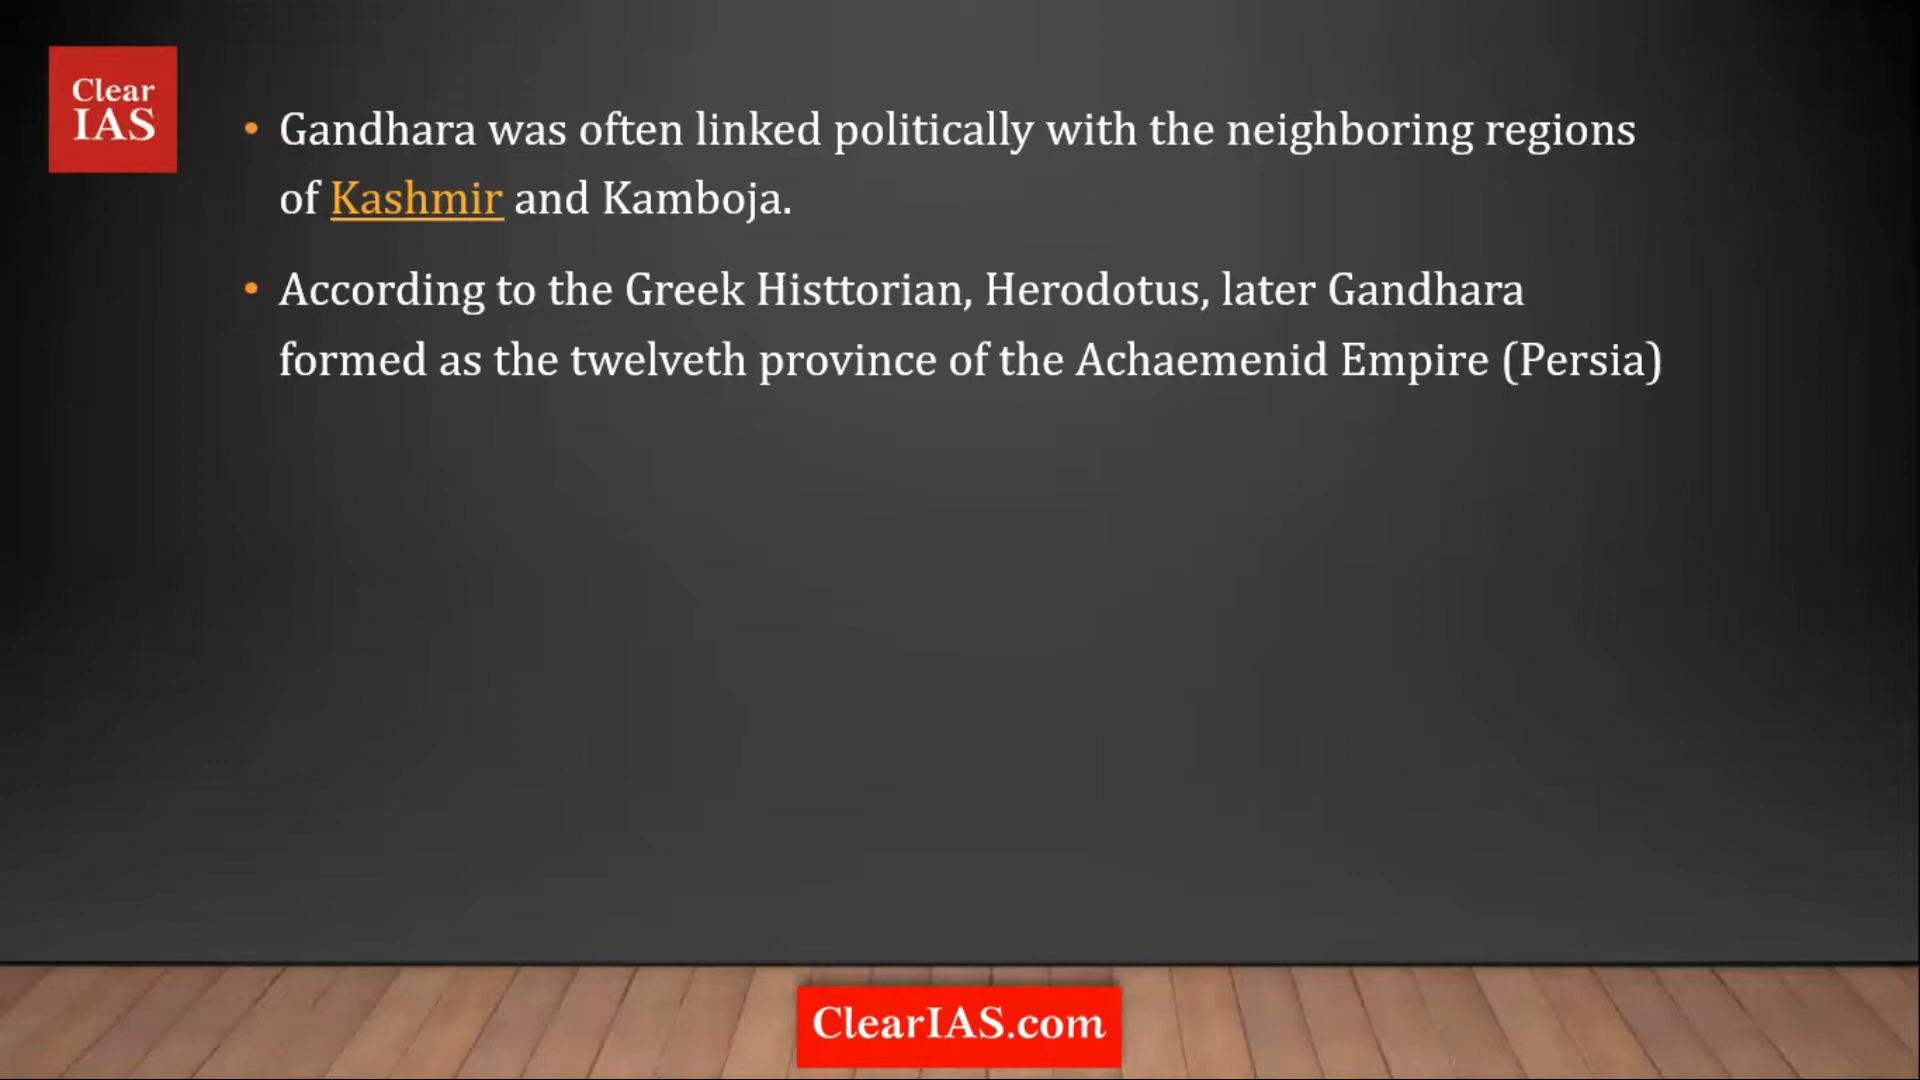 Clear
IAS
• Gandhara was often linked politically with the neighboring regions
of Kashmir and Kamboja.
• According to the Greek Histtorian, Herodotus, later Gandhara
formed as the twelveth province of the Achaemenid Empire (Persia)
ClearIAS.com